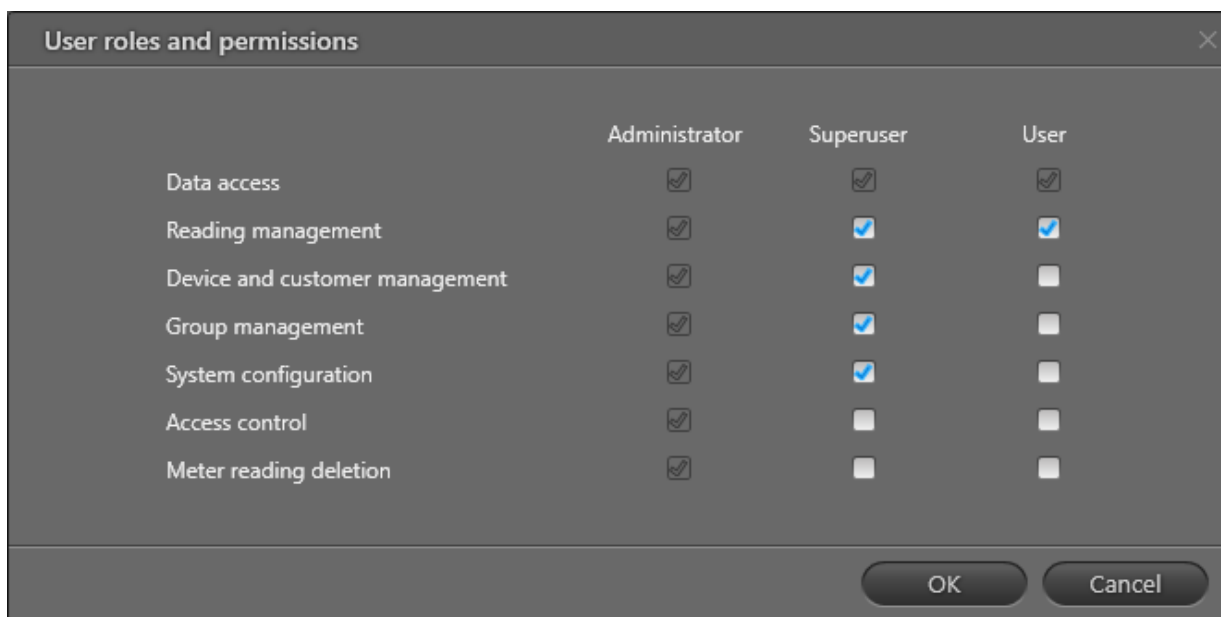 User roles and permissions
Administrator Superuser User
Data access
Reading management
Device and customer management
Group management
System configuration
Access control
Meter reading deletion
OK Cancel